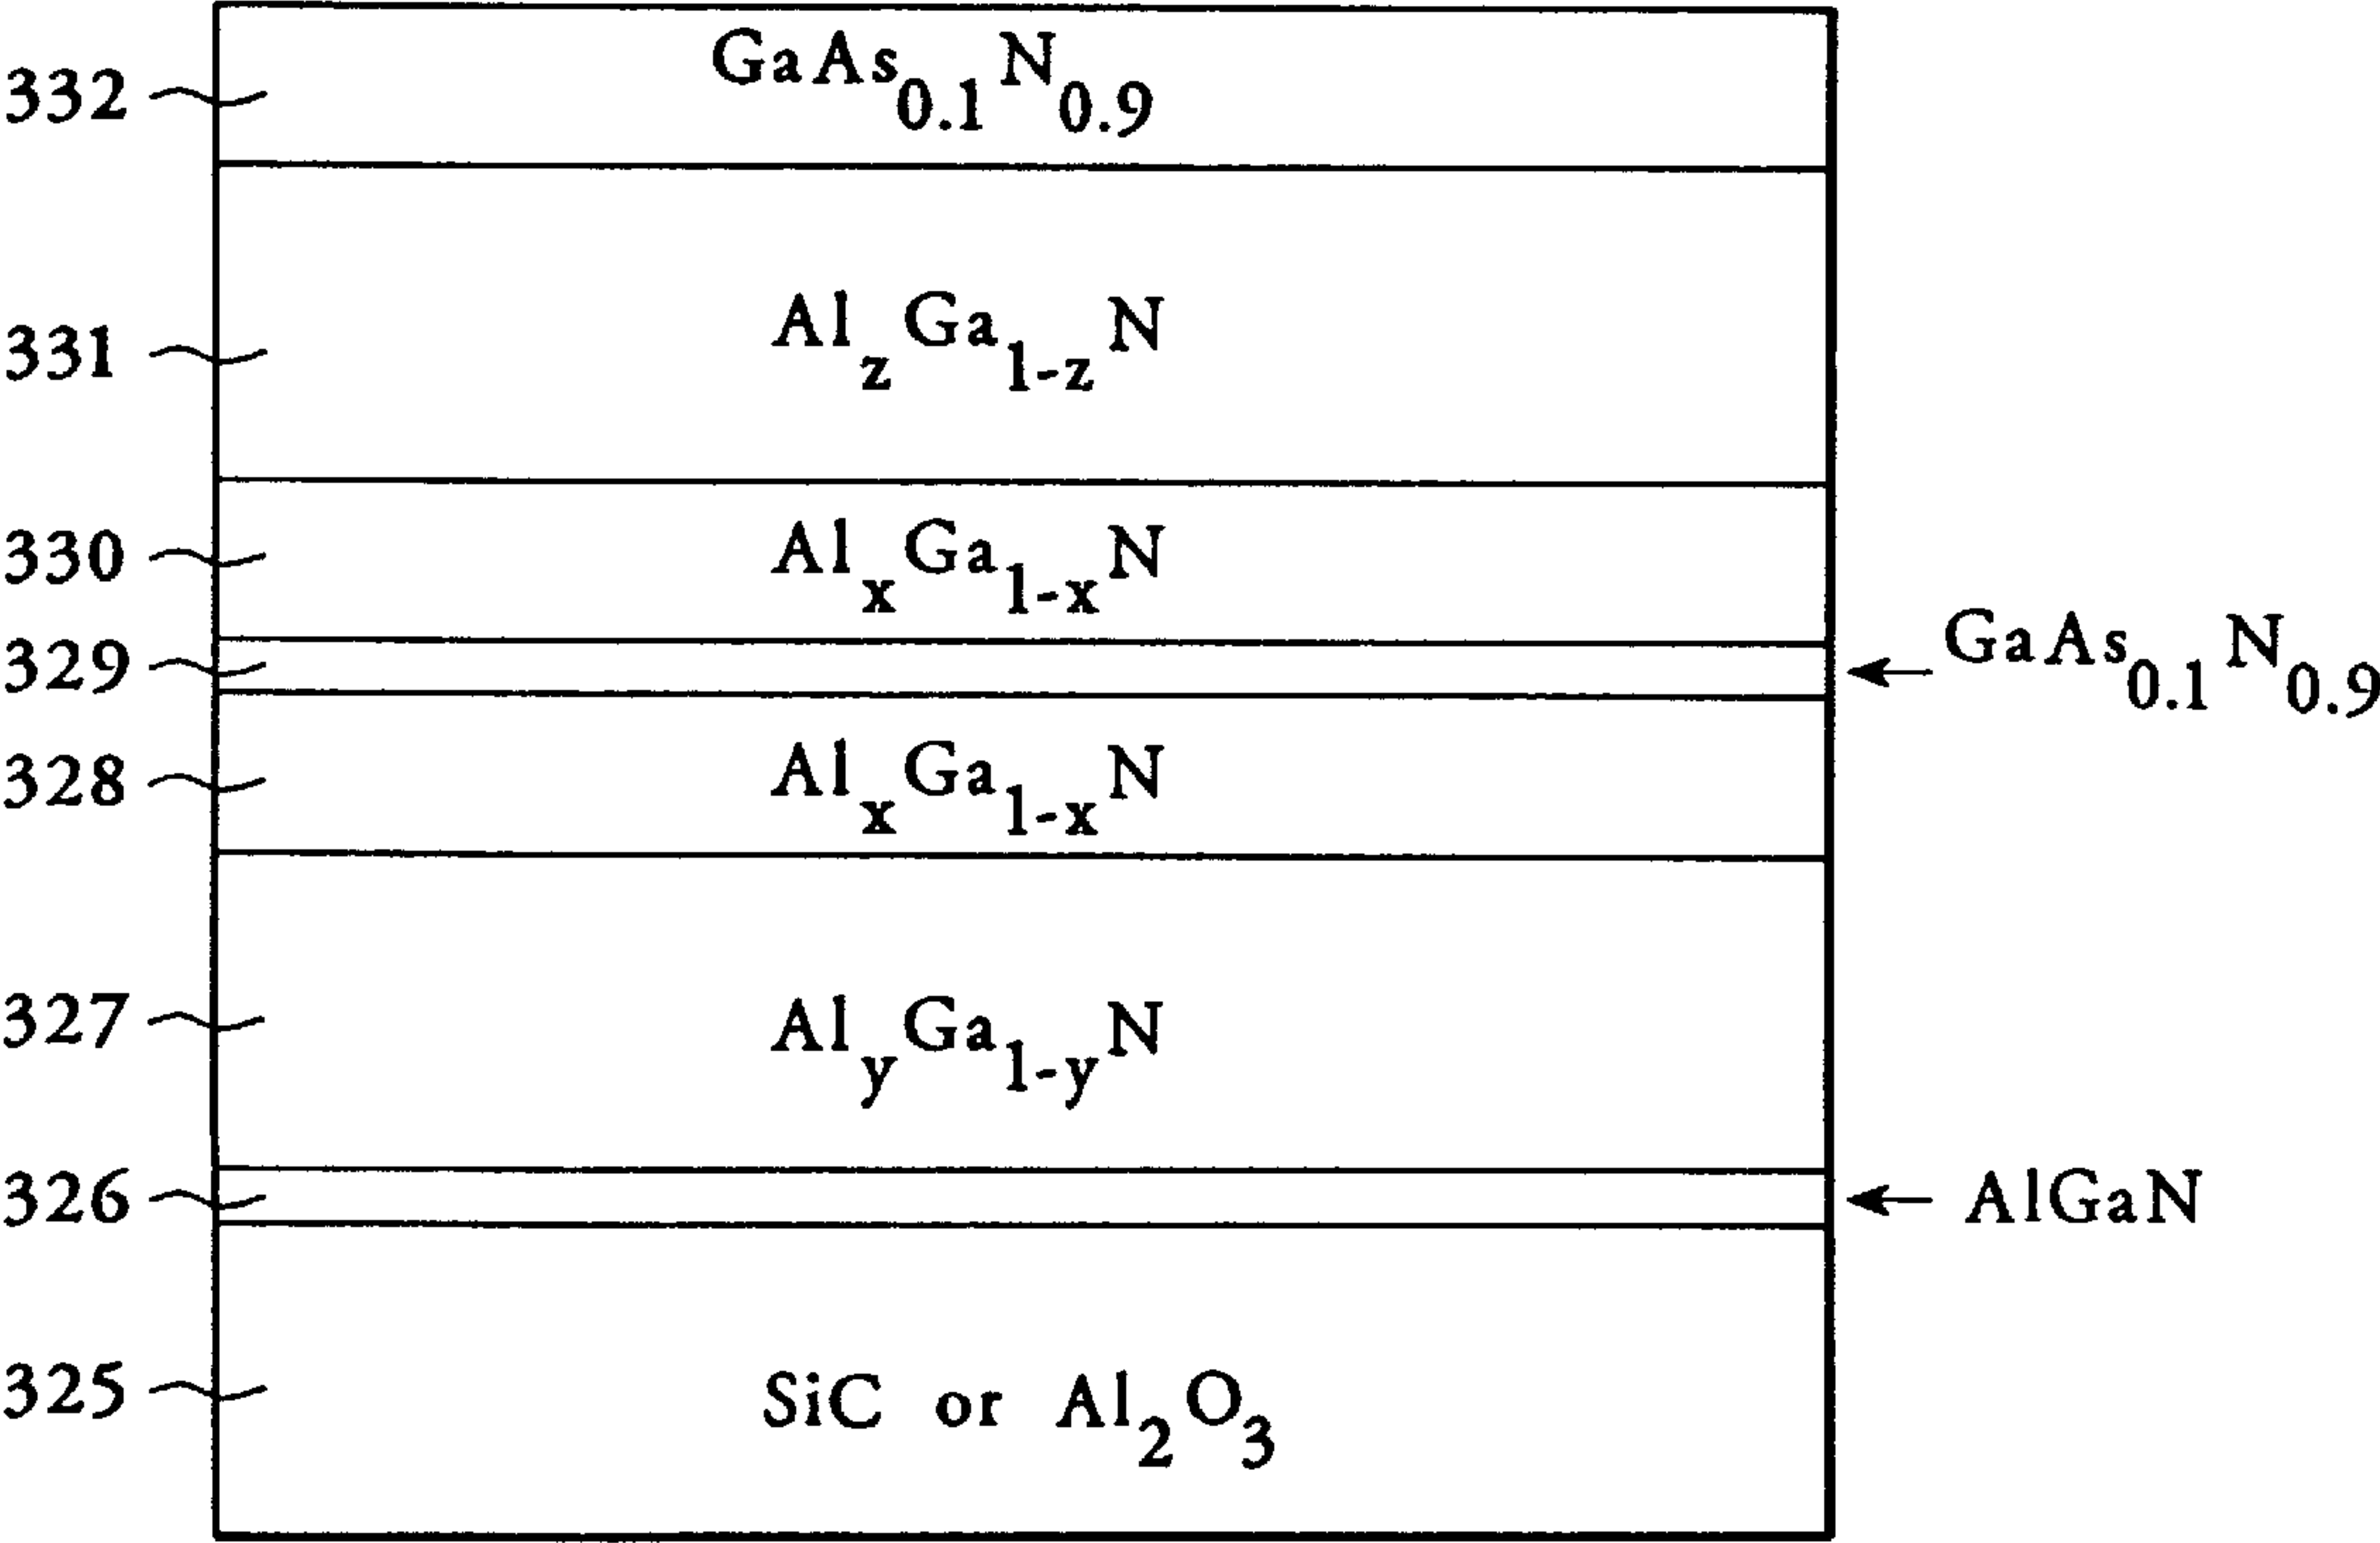 332 GaAs0.1N0.9
331 AlzGa1-zN
330 AlxGa1-xN
329 GaAs0.1N0.9
328 AlxGa1-xN
327 AlyGa1-yN
326 AlGaN
325 SiC or Al2O3